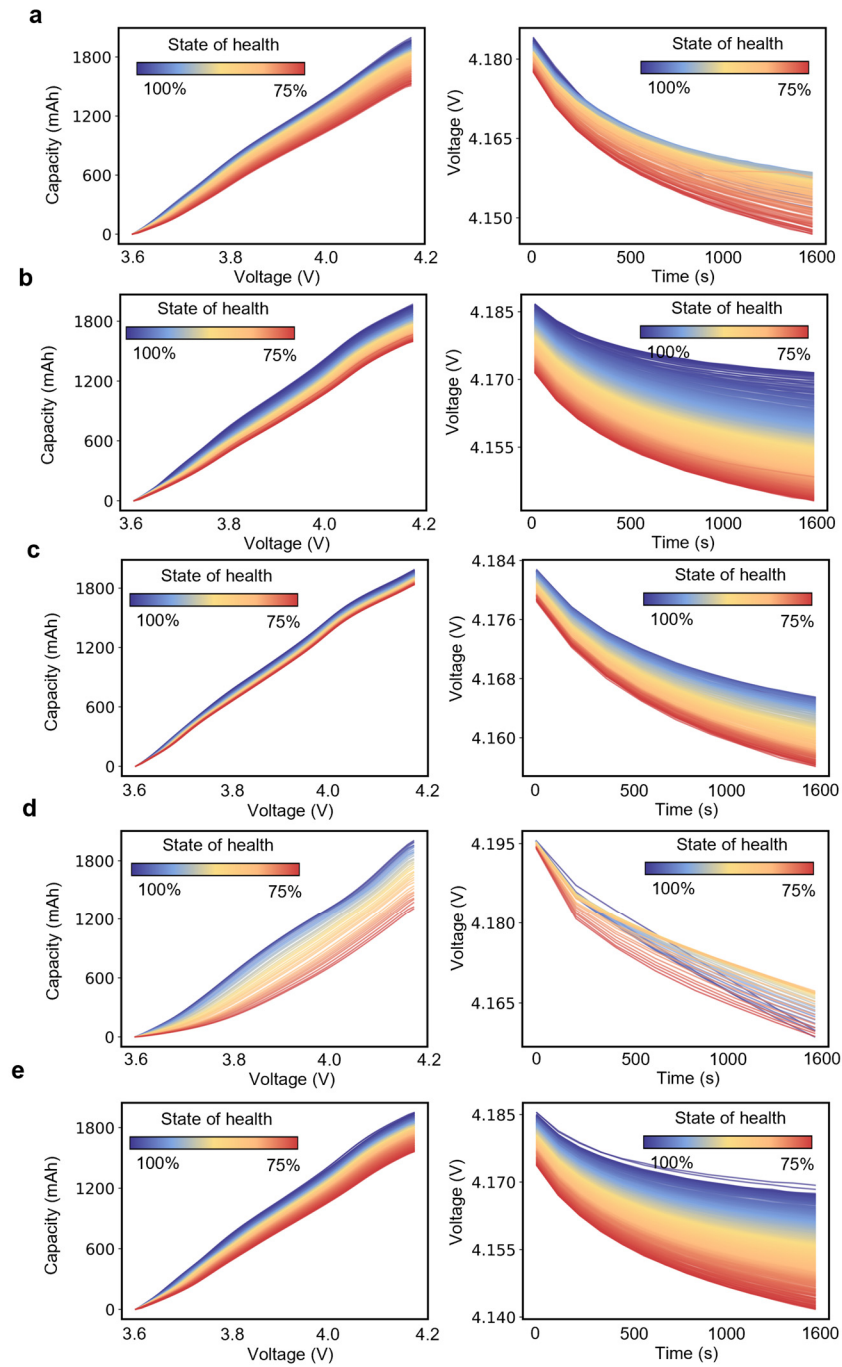 a
State of health
100% 75%
Capacity (mAh)
1800
1200
600
0
3.6 3.8 4.0 4.2
Voltage (V)
State of health
100% 75%
Voltage (V)
4.180
4.165
4.150
0 500 1000 1600
Time (s)
b
State of health
100% 75%
Capacity (mAh)
1800
1200
600
0
3.6 3.8 4.0 4.2
Voltage (V)
State of health
100% 75%
Voltage (V)
4.185
4.170
4.155
0 500 1000 1600
Time (s)
c
State of health
100% 75%
Capacity (mAh)
1800
1200
600
0
3.6 3.8 4.0 4.2
Voltage (V)
State of health
100% 75%
Voltage (V)
4.184
4.176
4.168
4.160
0 500 1000 1600
Time (s)
d
State of health
100% 75%
Capacity (mAh)
1800
1200
600
0
3.6 3.8 4.0 4.2
Voltage (V)
State of health
100% 75%
Voltage (V)
4.195
4.180
4.165
0 500 1000 1600
Time (s)
e
State of health
100% 75%
Capacity (mAh)
1800
1200
600
0
3.6 3.8 4.0 4.2
Voltage (V)
State of health
100% 75%
Voltage (V)
4.185
4.170
4.155
4.140
0 500 1000 1600
Time (s)